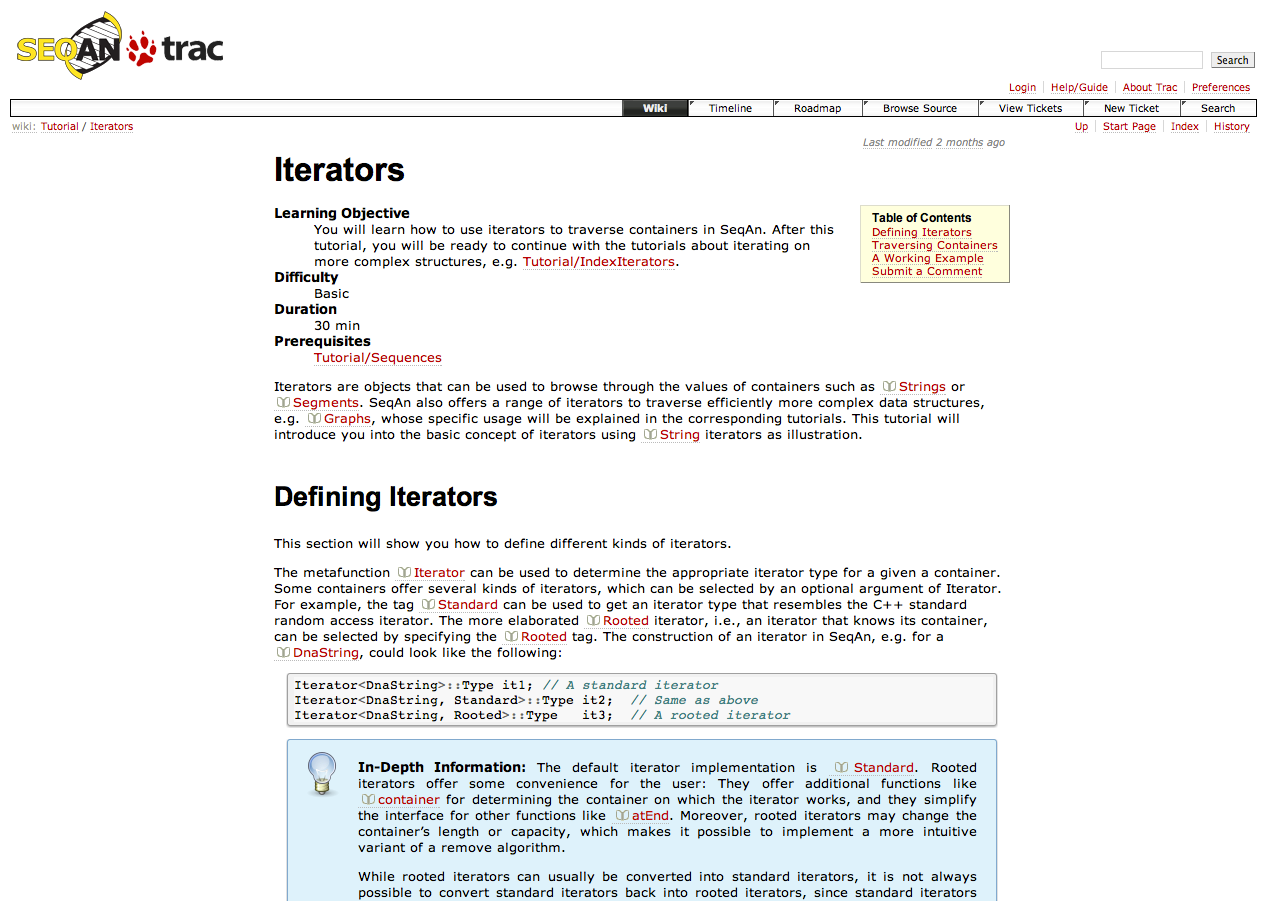 SEQAN trac
Search
Login Help/Guide About Trac Preferences
Wiki Timeline Roadmap Browse Source View Tickets New Ticket Search
wiki: Tutorial / Iterators
Up Start Page Index History
Last modified 2 months ago
Iterators
Learning Objective
You will learn how to use iterators to traverse containers in SeqAn. After this
tutorial, you will be ready to continue with the tutorials about iterating on
more complex structures, e.g. Tutorial/IndexIterators.
Difficulty
Basic
Duration
30 min
Prerequisites
Tutorial/Sequences
Table of Contents
Defining Iterators
Traversing Containers
A Working Example
Submit a Comment
Iterators are objects that can be used to browse through the values of containers such as Strings or
Segments. SeqAn also offers a range of iterators to traverse efficiently more complex data structures,
e.g. Graphs, whose specific usage will be explained in the corresponding tutorials. This tutorial will
introduce you into the basic concept of iterators using String iterators as illustration.
Defining Iterators
This section will show you how to define different kinds of iterators.
The metafunction Iterator can be used to determine the appropriate iterator type for a given a container.
Some containers offer several kinds of iterators, which can be selected by an optional argument of Iterator.
For example, the tag Standard can be used to get an iterator type that resembles the C++ standard
random access iterator. The more elaborated Rooted iterator, i.e., an iterator that knows its container,
can be selected by specifying the Rooted tag. The construction of an iterator in SeqAn, e.g. for a
DnaString, could look like the following:
Iterator<DnaString>::Type it1; // A standard iterator
Iterator<DnaString, Standard>::Type it2;  // Same as above
Iterator<DnaString, Rooted>::Type   it3;  // A rooted iterator
In-Depth Information: The default iterator implementation is Standard. Rooted
iterators offer some convenience for the user: They offer additional functions like
container for determining the container on which the iterator works, and they simplify
the interface for other functions like atEnd. Moreover, rooted iterators may change the
container's length or capacity, which makes it possible to implement a more intuitive
variant of a remove algorithm.
While rooted iterators can usually be converted into standard iterators, it is not always
possible to convert standard iterators back into rooted iterators, since standard iterators